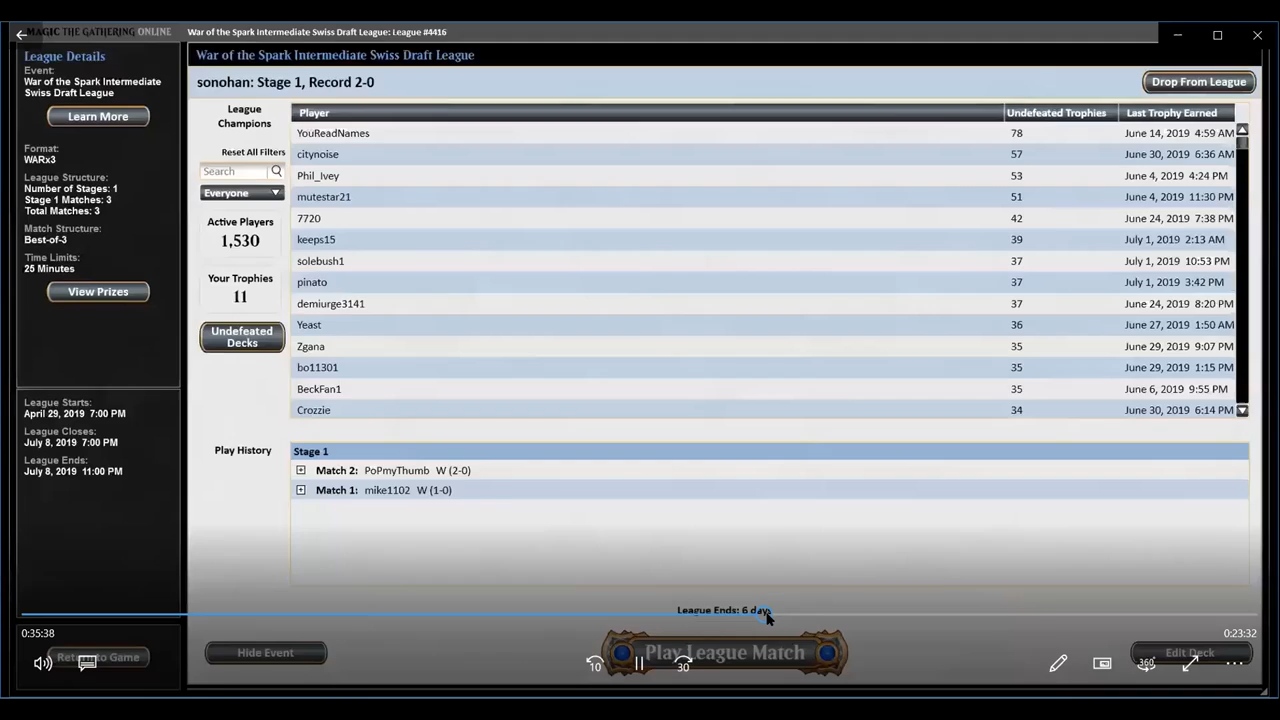 MAGIC THE GATHERING ONLINE
War of the Spark Intermediate Swiss Draft League: League #4416
League Details
Event:
War of the Spark Intermediate
Swiss Draft League
Learn More
Format:
WARx3
League Structure:
Number of Stages: 1
Stage 1 Matches: 3
Total Matches: 3
Match Structure:
Best-of-3
Time Limits:
25 Minutes
View Prizes
League Starts:
April 29, 2019 7:00 PM
League Closes:
July 8, 2019 7:00 PM
League Ends:
July 8, 2019 11:00 PM
War of the Spark Intermediate Swiss Draft League
sonohan: Stage 1, Record 2-0
Drop From League
League
Champions
Reset All Filters
Search
Everyone
Active Players
1,530
Your Trophies
11
Undefeated
Decks
Player Undefeated Trophies Last Trophy Earned
YouReadNames 78 June 14, 2019 4:59 AM
citynoise 57 June 30, 2019 6:36 AM
Phil_Ivey 53 June 4, 2019 4:24 PM
mutestar21 51 June 4, 2019 11:30 PM
7720 42 June 24, 2019 7:38 PM
keeps15 39 July 1, 2019 2:13 AM
solebush1 37 July 1, 2019 10:53 PM
pinato 37 July 1, 2019 3:42 PM
demiurge3141 37 June 24, 2019 8:20 PM
Yeast 36 June 27, 2019 1:50 AM
Zgana 35 June 29, 2019 9:07 PM
bo11301 35 June 29, 2019 1:15 PM
BeckFan1 35 June 6, 2019 9:55 PM
Crozzie 34 June 30, 2019 6:14 PM
Play History
Stage 1
Match 2: PoPmyThumb W (2-0)
Match 1: mike1102 W (1-0)
League Ends: 6 days
0:35:38
0:23:32
Return to Game
Hide Event
10
30
Play League Match
360
Edit Deck